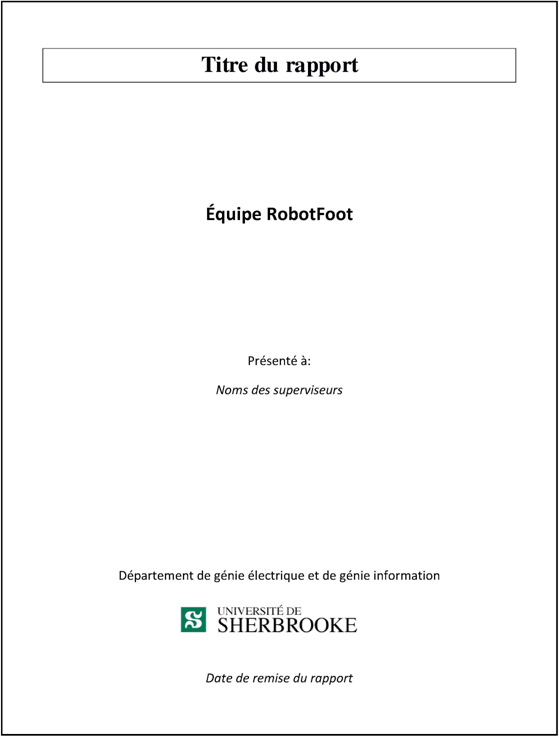 Titre du rapport
Équipe RobotFoot
Présenté à:
Noms des superviseurs
Département de génie électrique et de génie information
UNIVERSITÉ DE
SHERBROOKE
Date de remise du rapport